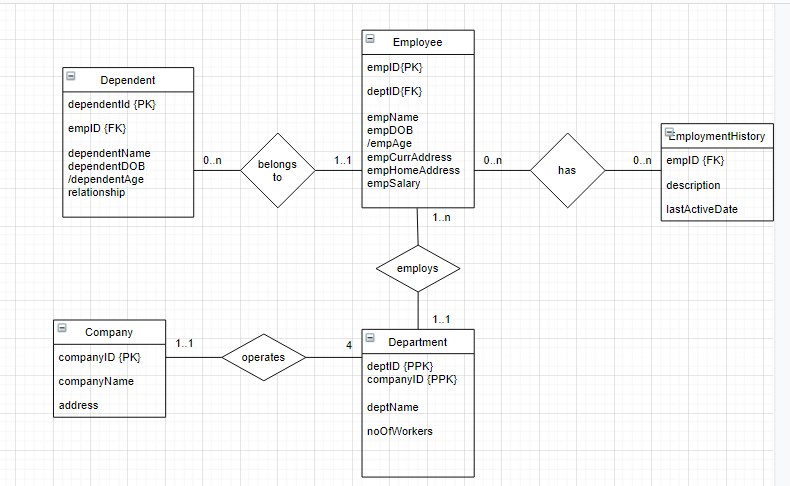 Employee
empID{PK}
deptID{FK}
empName
empDOB
/empAge
empCurrAddress
empHomeAddress
empSalary
Dependent
dependentId {PK}
empID {FK}
dependentName
dependentDOB
/dependentAge
relationship
0..n
belongs
to
1..1
0..n
has
0..n
EmploymentHistory
empID {FK}
description
lastActiveDate
1..n
employs
1..1
Company
companyID {PK}
companyName
address
1..1
operates
4
Department
deptID {PPK}
companyID {PPK}
deptName
noOfWorkers